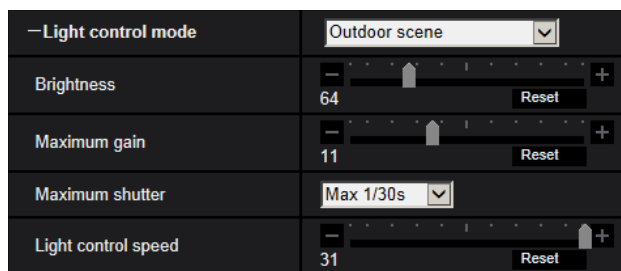 −Light control mode Outdoor scene
Brightness − +
64 Reset
Maximum gain − +
11 Reset
Maximum shutter Max 1/30s
Light control speed − +
31 Reset